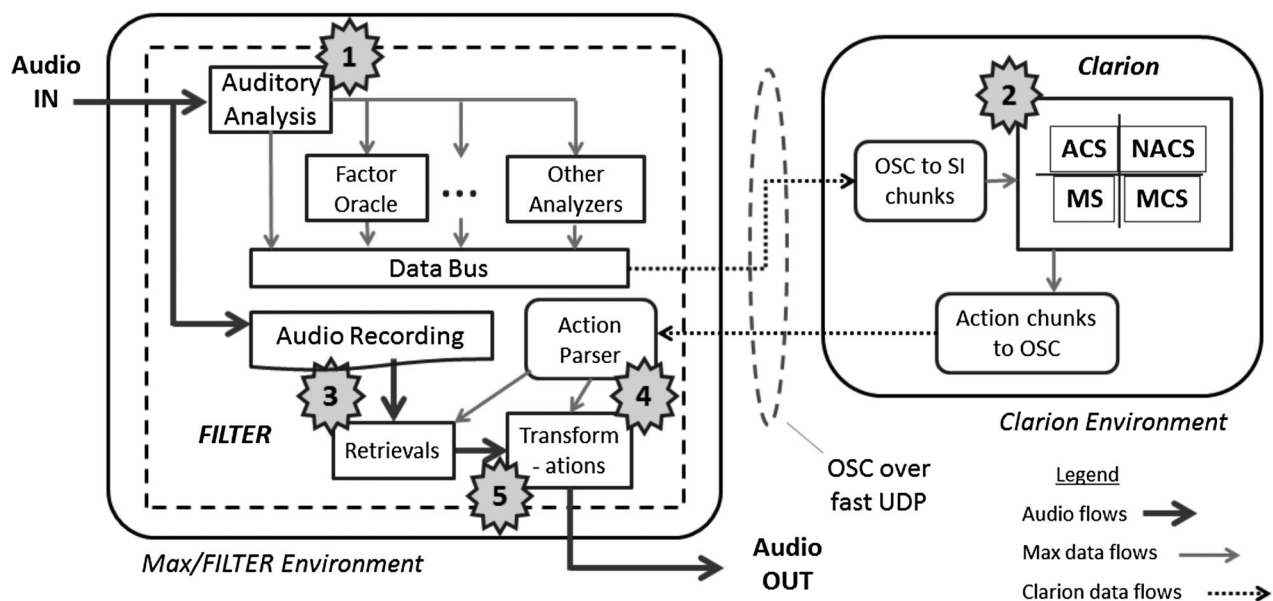 Audio
IN
1
Auditory
Analysis
Factor
Oracle
...
Other
Analyzers
Data Bus
Audio Recording
Action
Parser
3
4
FILTER
Retrievals
Transform
-ations
5
Max/FILTER Environment
Audio
OUT
OSC over
fast UDP
Clarion
2
OSC to SI
chunks
ACS
NACS
MS
MCS
Action chunks
to OSC
Clarion Environment
Legend
Audio flows
Max data flows
Clarion data flows